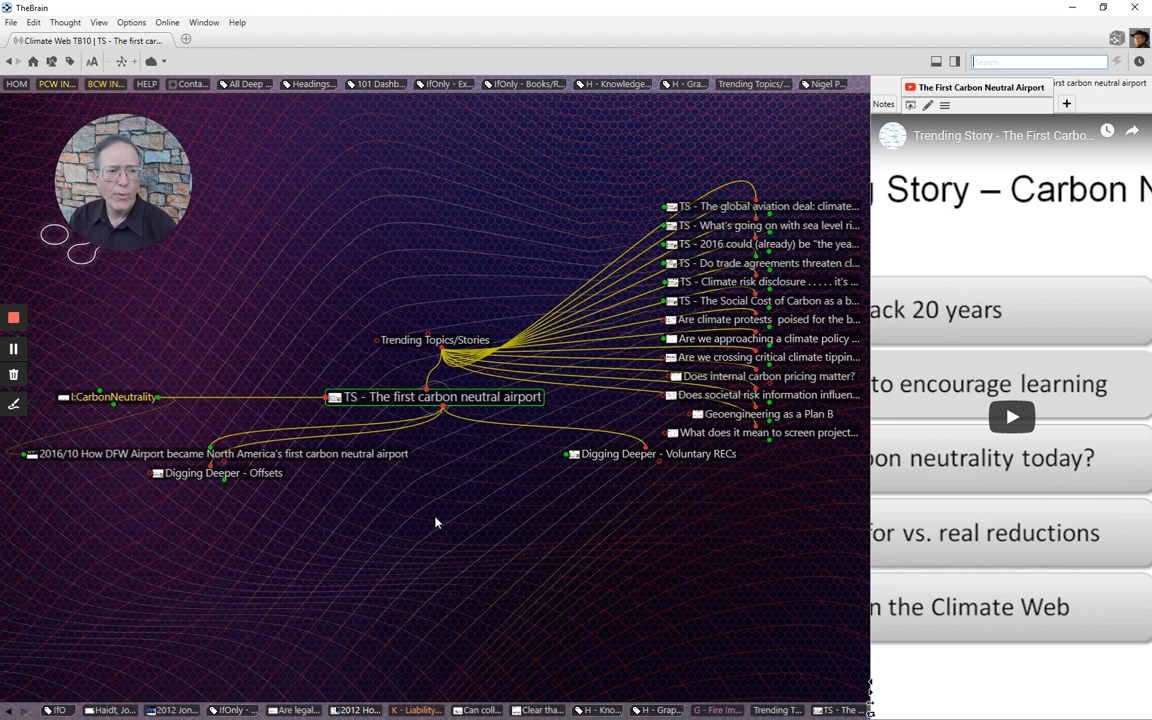 TheBrain
File Edit Thought View Options Online Window Help
Climate Web TB10 | TS - The first car...
Search
HOM PCW IN... BCW IN... HELP Conta... All Deep ... Headings... 101 Dashb... IfOnly - Ex... IfOnly - Books/R... H - Knowledge... H - Gra... Trending Topics/... Nigel P...
The First Carbon Neutral Airport
irst carbon neutral airport
Notes
Trending Story - The First Carbo...
g Story – Carbon N
ack 20 years
to encourage learning
on neutrality today?
for vs. real reductions
n the Climate Web
TS - The global aviation deal: climate...
TS - What's going on with sea level ri...
TS - 2016 could (already) be "the yea...
TS - Do trade agreements threaten cl...
TS - Climate risk disclosure . . . . . it's ...
TS - The Social Cost of Carbon as a b...
Are climate protests poised for the b...
Are we approaching a climate policy ...
Are we crossing critical climate tippin...
Does internal carbon pricing matter?
Does societal risk information influen...
Geoengineering as a Plan B
What does it mean to screen project...
Trending Topics/Stories
I:CarbonNeutrality
TS - The first carbon neutral airport
2016/10 How DFW Airport became North America's first carbon neutral airport
Digging Deeper - Offsets
Digging Deeper - Voluntary RECs
IfO Haidt, Jo... 2012 Jon... IfOnly - ... Are legal... 2012 Ho... K - Liability... Can coll... Clear tha... H - Kno... H - Grap... G - Fire Im... Trending T... TS - The ...